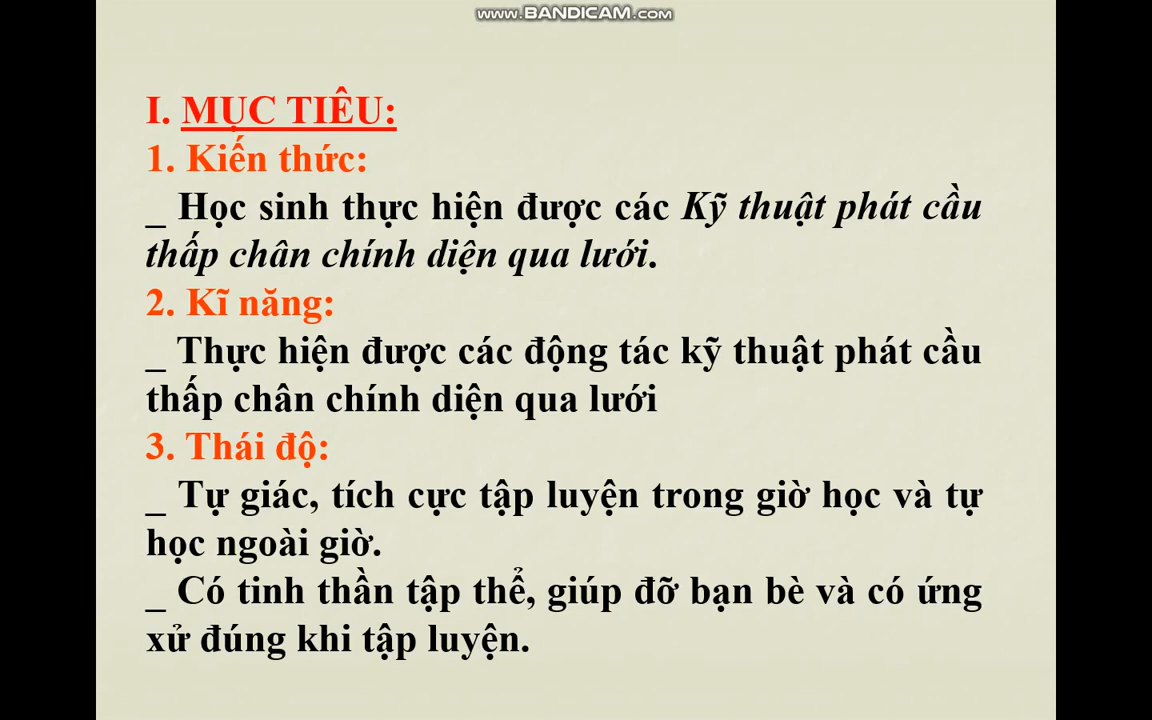 www.BANDICAM.com
I. MỤC TIÊU:
1. Kiến thức:
_ Học sinh thực hiện được các Kỹ thuật phát cầu
thấp chân chính diện qua lưới.
2. Kĩ năng:
_ Thực hiện được các động tác kỹ thuật phát cầu
thấp chân chính diện qua lưới
3. Thái độ:
_ Tự giác, tích cực tập luyện trong giờ học và tự
học ngoài giờ.
_ Có tinh thần tập thể, giúp đỡ bạn bè và có ứng
xử đúng khi tập luyện.